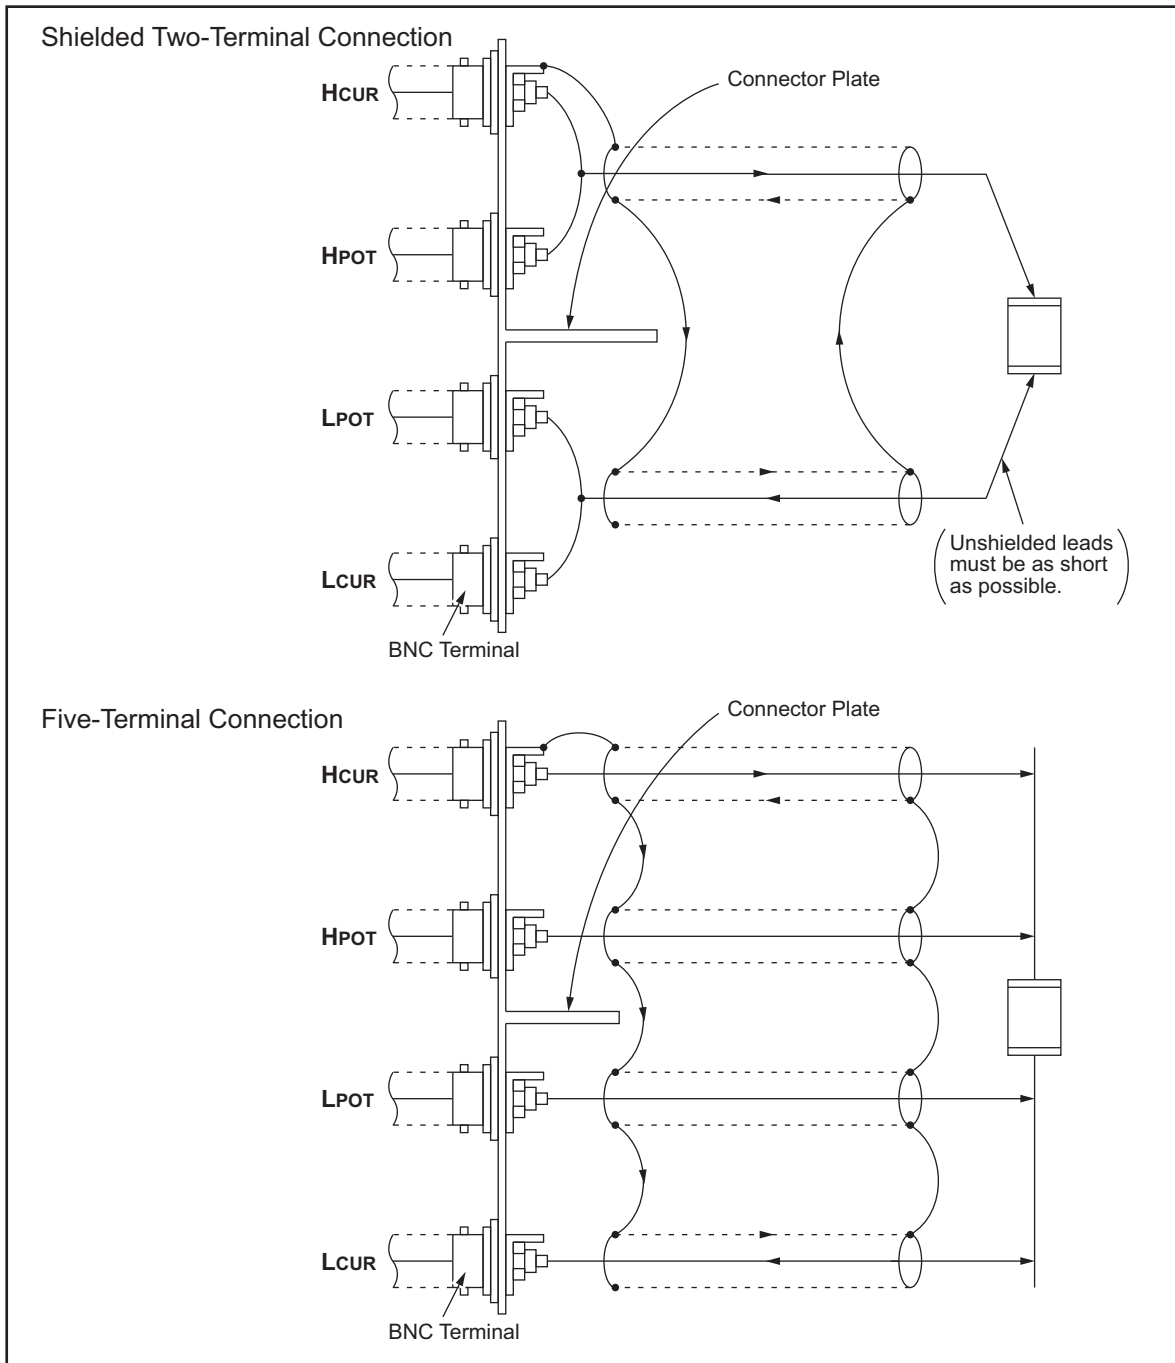 Shielded Two-Terminal Connection
Connector Plate
HCUR
HPOT
LPOT
LCUR
(Unshielded leads
must be as short
as possible.)
BNC Terminal
Five-Terminal Connection
Connector Plate
HCUR
HPOT
LPOT
LCUR
BNC Terminal